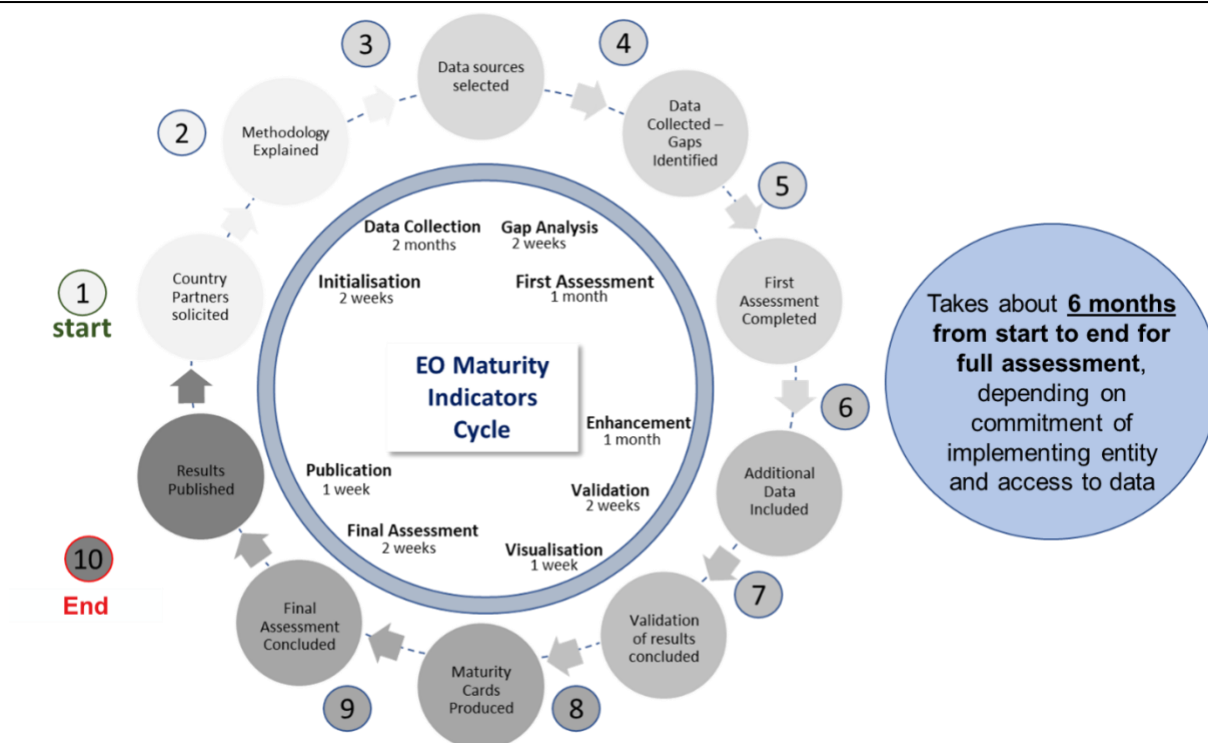 1
start
Country
Partners
solicited
2
Methodology
Explained
3
Data sources
selected
4
Data
Collected –
Gaps
Identified
5
First
Assessment
Completed
6
Additional
Data
Included
7
Validation
of results
concluded
8
Maturity
Cards
Produced
9
Final
Assessment
Concluded
10
End
Results
Published
EO Maturity
Indicators
Cycle
Initialisation
2 weeks
Data Collection
2 months
Gap Analysis
2 weeks
First Assessment
1 month
Enhancement
1 month
Validation
2 weeks
Visualisation
1 week
Final Assessment
2 weeks
Publication
1 week
Takes about 6 months
from start to end for
full assessment,
depending on
commitment of
implementing entity
and access to data